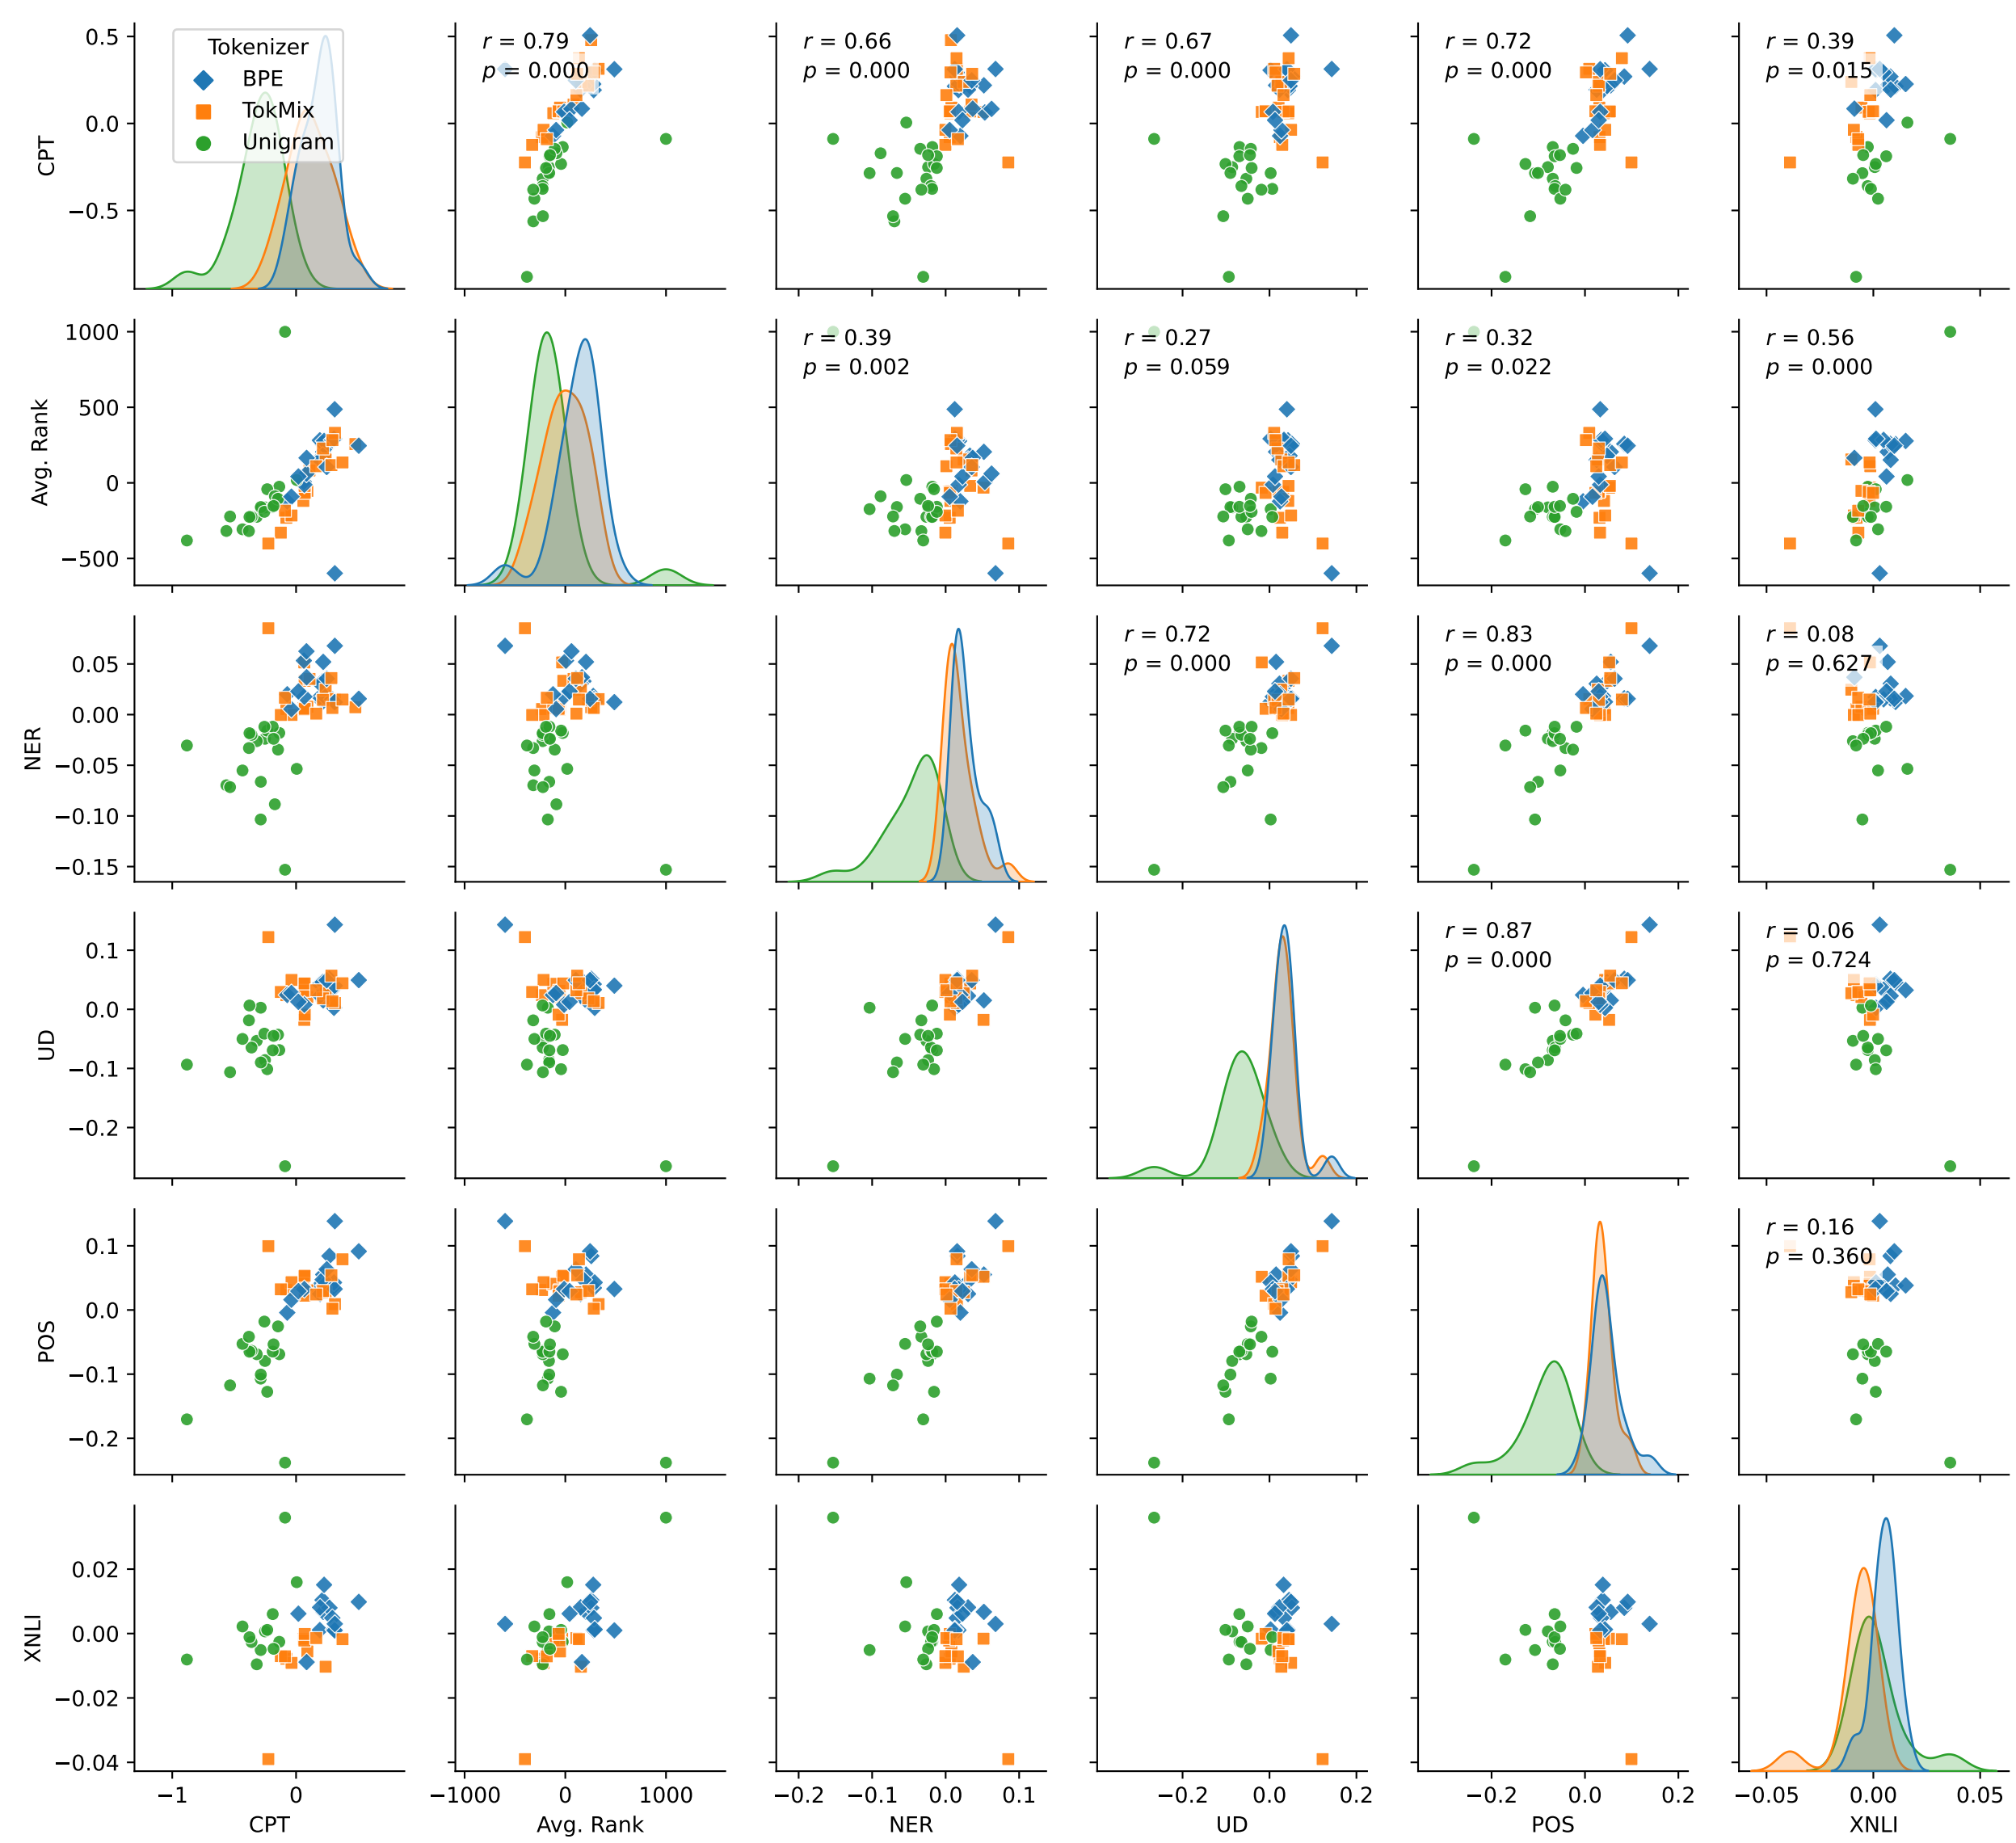 Tokenizer
BPE
TokMix
Unigram
r = 0.79
p = 0.000
r = 0.66
p = 0.000
r = 0.67
p = 0.000
r = 0.72
p = 0.000
r = 0.39
p = 0.015
0.5
0.0
−0.5
CPT
r = 0.39
p = 0.002
r = 0.27
p = 0.059
r = 0.32
p = 0.022
r = 0.56
p = 0.000
1000
500
0
−500
Avg. Rank
r = 0.72
p = 0.000
r = 0.83
p = 0.000
r = 0.08
p = 0.627
0.05
0.00
−0.05
−0.10
−0.15
NER
r = 0.87
p = 0.000
r = 0.06
p = 0.724
0.1
0.0
−0.1
−0.2
UD
r = 0.16
p = 0.360
0.1
0.0
−0.1
−0.2
POS
0.02
0.00
−0.02
−0.04
XNLI
−1 0
CPT
−1000 0 1000
Avg. Rank
−0.2 −0.1 0.0 0.1
NER
−0.2 0.0 0.2
UD
−0.2 0.0 0.2
POS
−0.05 0.00 0.05
XNLI